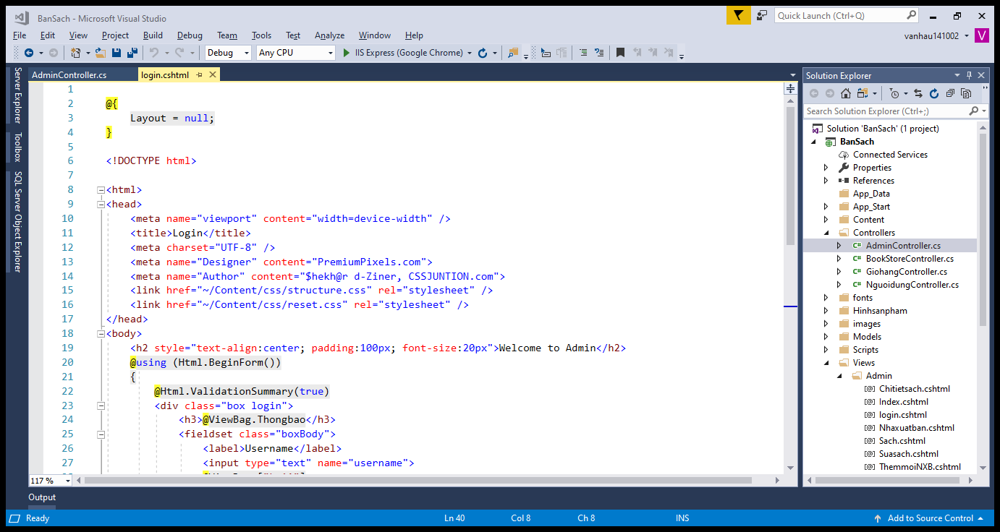 BanSach - Microsoft Visual Studio
Quick Launch (Ctrl+Q)
File Edit View Project Build Debug Team Tools Test Analyze Window Help
vanhau141002 V
Debug Any CPU IIS Express (Google Chrome)
Server Explorer
Toolbox
SQL Server Object Explorer
AdminController.cs login.cshtml
1
2 @{
3 Layout = null;
4 }
5
6 <!DOCTYPE html>
7
8 <html>
9 <head>
10 <meta name="viewport" content="width=device-width" />
11 <title>Login</title>
12 <meta charset="UTF-8" />
13 <meta name="Designer" content="PremiumPixels.com">
14 <meta name="Author" content="$hekh@r d-Ziner, CSSJUNTION.com">
15 <link href="~/Content/css/structure.css" rel="stylesheet" />
16 <link href="~/Content/css/reset.css" rel="stylesheet" />
17 </head>
18 <body>
19 <h2 style="text-align:center; padding:100px; font-size:20px">Welcome to Admin</h2>
20 @using (Html.BeginForm())
21 {
22 @Html.ValidationSummary(true)
23 <div class="box login">
24 <h3>@ViewBag.Thongbao</h3>
25 <fieldset class="boxBody">
26 <label>Username</label>
27 <input type="text" name="username">
117 %
Solution Explorer
Search Solution Explorer (Ctrl+;)
Solution 'BanSach' (1 project)
BanSach
Connected Services
Properties
References
App_Data
App_Start
Content
Controllers
C# AdminController.cs
C# BookStoreController.cs
C# GiohangController.cs
C# NguoidungController.cs
fonts
Hinhsanpham
images
Models
Scripts
Views
Admin
[@] Chitietsach.cshtml
[@] Index.cshtml
[@] login.cshtml
[@] Nhaxuatban.cshtml
[@] Sach.cshtml
[@] Suasach.cshtml
[@] ThemmoiNXB.cshtml
Output
Ready Ln 40 Col 8 Ch 8 INS Add to Source Control